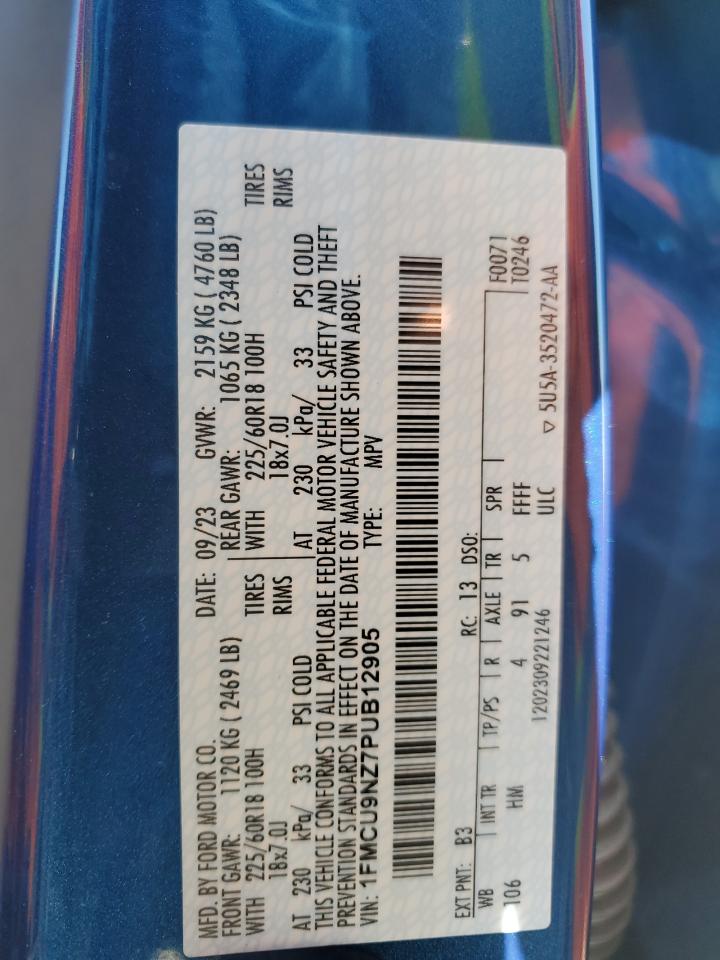 MFD. BY FORD MOTOR CO. DATE: 09/23 GVWR: 2159 KG ( 4760 LB)
FRONT GAWR: 1120 KG ( 2469 LB) REAR GAWR: 1065 KG ( 2348 LB)
WITH 225/60R18 100H TIRES WITH 225/60R18 100H TIRES
18x7.0J RIMS 18x7.0J RIMS
AT 230 kPa/ 33 PSI COLD AT 230 kPa/ 33 PSI COLD
THIS VEHICLE CONFORMS TO ALL APPLICABLE FEDERAL MOTOR VEHICLE SAFETY AND THEFT
PREVENTION STANDARDS IN EFFECT ON THE DATE OF MANUFACTURE SHOWN ABOVE.
VIN: 1FMCU9NZ7PUB12905 TYPE: MPV
EXT PNT: B3 RC: 13 DSO:
WB INT TR TP/PS R AXLE TR SPR F0071
106 HM 4 91 5 FFFF T0246
1202309221246 ULC ▽ 5U5A-3520472-AA